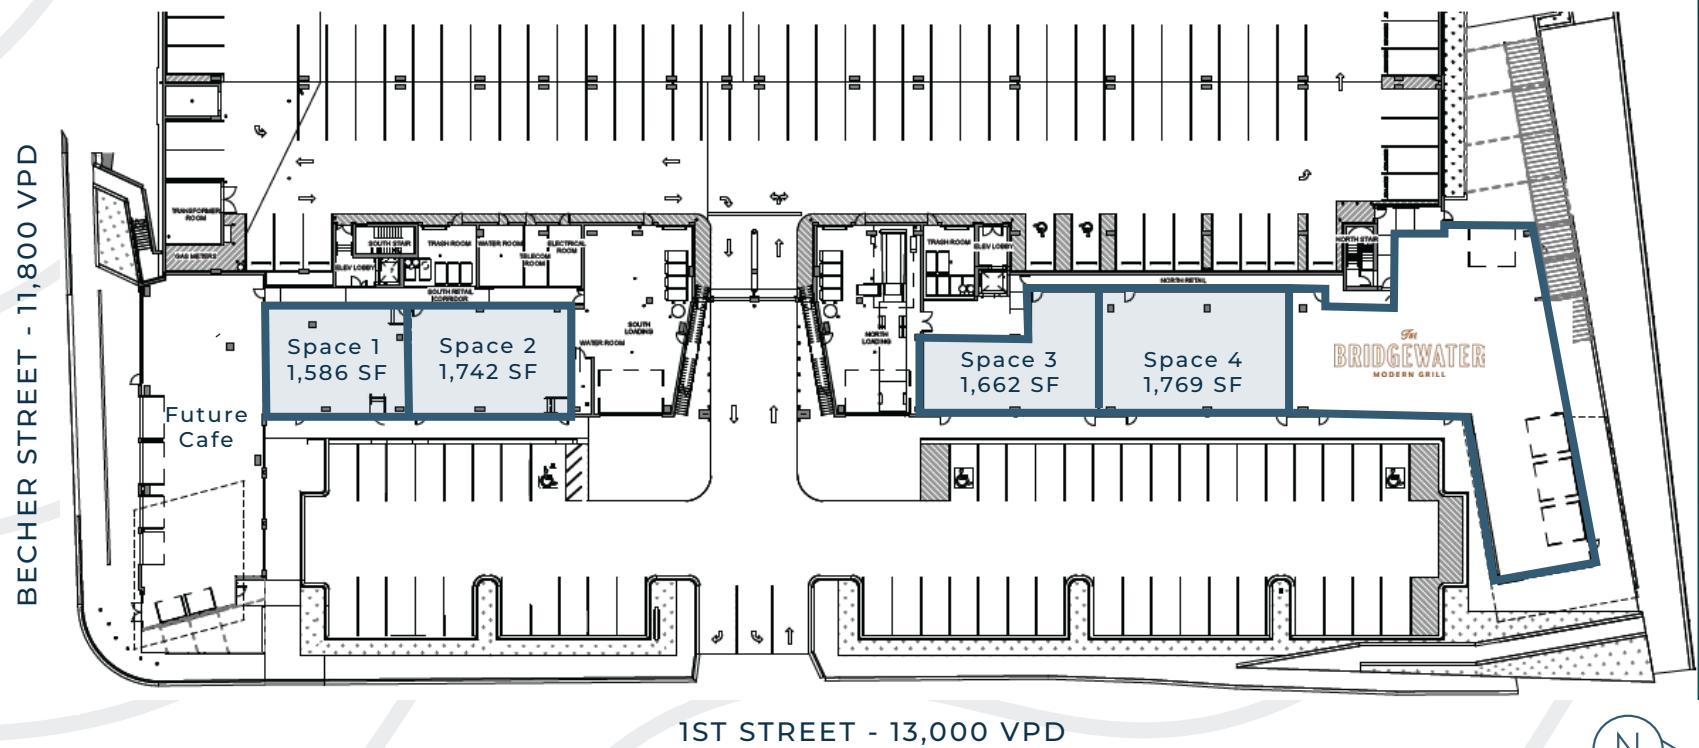 TRANSFORMER
ROOM
GAS METERS
SOUTH STAIR
ELEV LOBBY
TRASH ROOM
WATER ROOM
TELECOM
ROOM
ELECTRICAL
ROOM
SOUTH RETAIL
CORRIDOR
SOUTH
LOADING
WATER ROOM
NORTH
LOADING
TRASH ROOM
ELEV LOBBY
NORTH RETAIL
NORTH STAIR
BECHER STREET - 11,800 VPD
Future
Cafe
Space 1
1,586 SF
Space 2
1,742 SF
Space 3
1,662 SF
Space 4
1,769 SF
The
BRIDGEWATER
MODERN GRILL
1ST STREET - 13,000 VPD
N